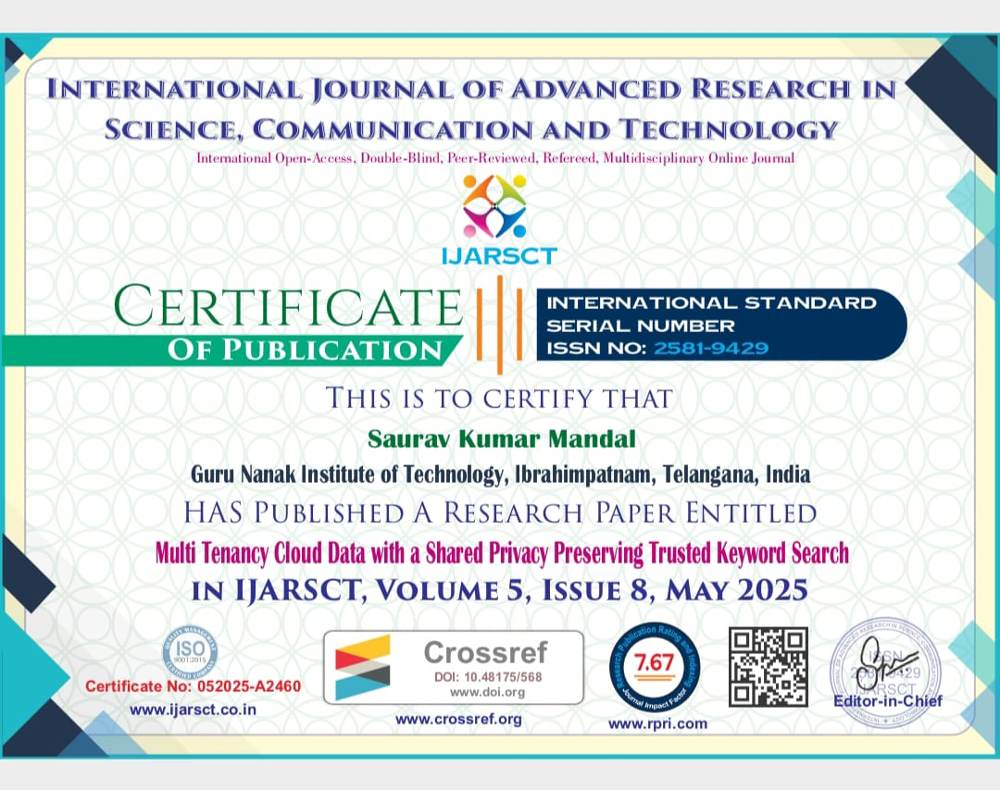 INTERNATIONAL JOURNAL OF ADVANCED RESEARCH IN
SCIENCE, COMMUNICATION AND TECHNOLOGY
International Open-Access, Double-Blind, Peer-Reviewed, Refereed, Multidisciplinary Online Journal
IJARSCT
CERTIFICATE
OF PUBLICATION
INTERNATIONAL STANDARD
SERIAL NUMBER
ISSN NO: 2581-9429
THIS IS TO CERTIFY THAT
Saurav Kumar Mandal
Guru Nanak Institute of Technology, Ibrahimpatnam, Telangana, India
HAS PUBLISHED A RESEARCH PAPER ENTITLED
Multi Tenancy Cloud Data with a Shared Privacy Preserving Trusted Keyword Search
IN IJARSCT, VOLUME 5, ISSUE 8, MAY 2025
QUALITY MANAGEMENT
ISO
9001:2015
Certificate No: 052025-A2460
www.ijarsct.co.in
Crossref
DOI: 10.48175/568
www.doi.org
www.crossref.org
Research Publication Rating and Indexing
7.67
Journal Impact Factor
www.rpri.com
ISSN
IJARSCT
Editor-in-Chief